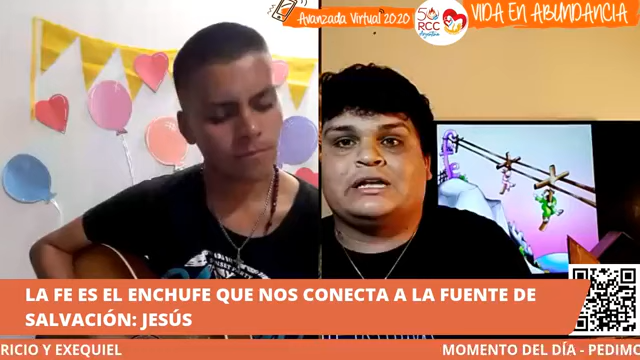 Avanzada Virtual 2020
50
RCC
Argentina
VIDA EN ABUNDANCIA
LA FE ES EL ENCHUFE QUE NOS CONECTA A LA FUENTE DE
SALVACIÓN: JESÚS
RICIO Y EXEQUIEL
MOMENTO DEL DÍA - PEDIMO